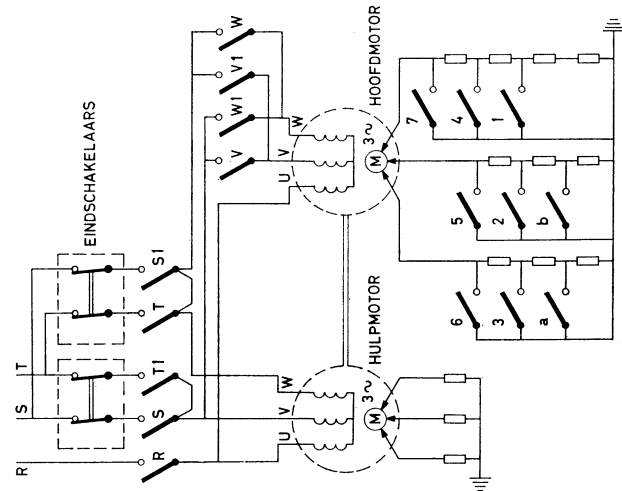 EINDSCHAKELAARS
R
S
T
R
S
T1
T
S1
V
W1
V1
W
U
V
W
HULPMOTOR
M
3~
U
V
W
HOOFDMOTOR
M
3~
6
3
a
5
2
b
7
4
1